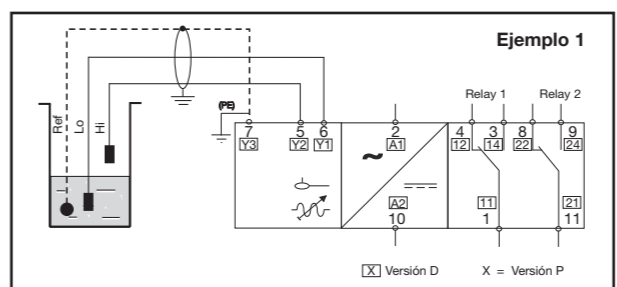 Ejemplo 1
Relay 1 Relay 2
Ref
Lo
Hi
(PE)
7 5 6 2 4 3 8 9
Y3 Y2 Y1 A1 12 14 22 24
~
A2 11 21
10 1 11
X Versión D X = Versión P